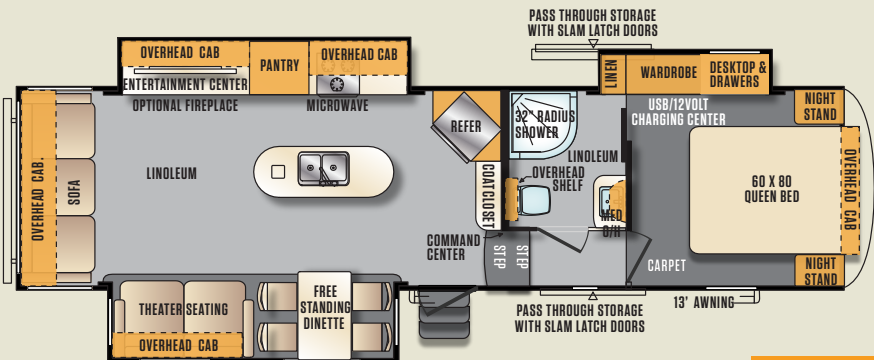 PASS THROUGH STORAGE
WITH SLAM LATCH DOORS
OVERHEAD CAB
PANTRY
OVERHEAD CAB
ENTERTAINMENT CENTER
OPTIONAL FIREPLACE
MICROWAVE
LINEN
WARDROBE
DESKTOP &
DRAWERS
USB/12VOLT
CHARGING CENTER
NIGHT
STAND
OVERHEAD CAB.
SOFA
LINOLEUM
REFER
32" RADIUS
SHOWER
LINOLEUM
OVERHEAD
SHELF
COAT CLOSET
MED
O/H
60 X 80
QUEEN BED
OVERHEAD CAB
COMMAND
CENTER
STEP
STEP
CARPET
NIGHT
STAND
THEATER SEATING
OVERHEAD CAB
FREE
STANDING
DINETTE
PASS THROUGH STORAGE
WITH SLAM LATCH DOORS
13' AWNING